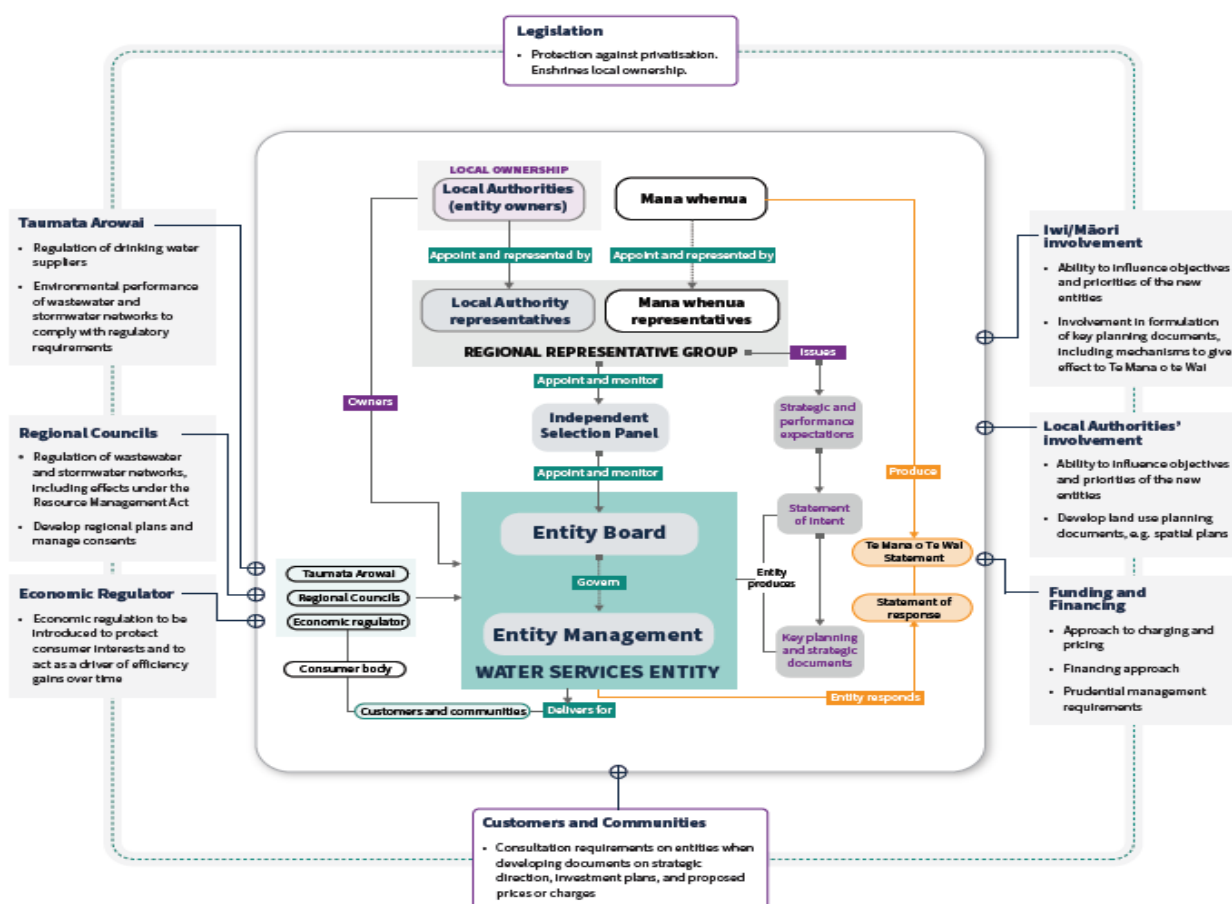 Legislation
• Protection against privatisation.
Enshrines local ownership.
LOCAL OWNERSHIP
Local Authorities
(entity owners)
Mana whenua
Appoint and represented by
Appoint and represented by
Local Authority
representatives
Mana whenua
representatives
REGIONAL REPRESENTATIVE GROUP
Issues
Appoint and monitor
Owners
Independent
Selection Panel
Strategic and
performance
expectations
Appoint and monitor
Produce
Entity Board
Statement
of intent
Te Mana o Te Wai
Statement
Govern
Entity
produces
Taumata Arowai
Regional Councils
Economic regulator
Statement of
response
Entity Management
Key planning
and strategic
documents
Consumer body
WATER SERVICES ENTITY
Entity responds
Customers and communities
Delivers for
Taumata Arowai
• Regulation of drinking water
suppliers
• Environmental performance
of wastewater and
stormwater networks to
comply with regulatory
requirements
Regional Councils
• Regulation of wastewater
and stormwater networks,
including effects under the
Resource Management Act
• Develop regional plans and
manage consents
Economic Regulator
• Economic regulation to be
introduced to protect
consumer interests and to
act as a driver of efficiency
gains over time
Iwi/Māori
involvement
• Ability to influence objectives
and priorities of the new
entities
• Involvement in formulation
of key planning documents,
including mechanisms to give
effect to Te Mana o te Wai
Local Authorities'
involvement
• Ability to influence objectives
and priorities of the new
entities
• Develop land use planning
documents, e.g. spatial plans
Funding and
Financing
• Approach to charging and
pricing
• Financing approach
• Prudential management
requirements
Customers and Communities
• Consultation requirements on entities when
developing documents on strategic
direction, investment plans, and proposed
prices or charges